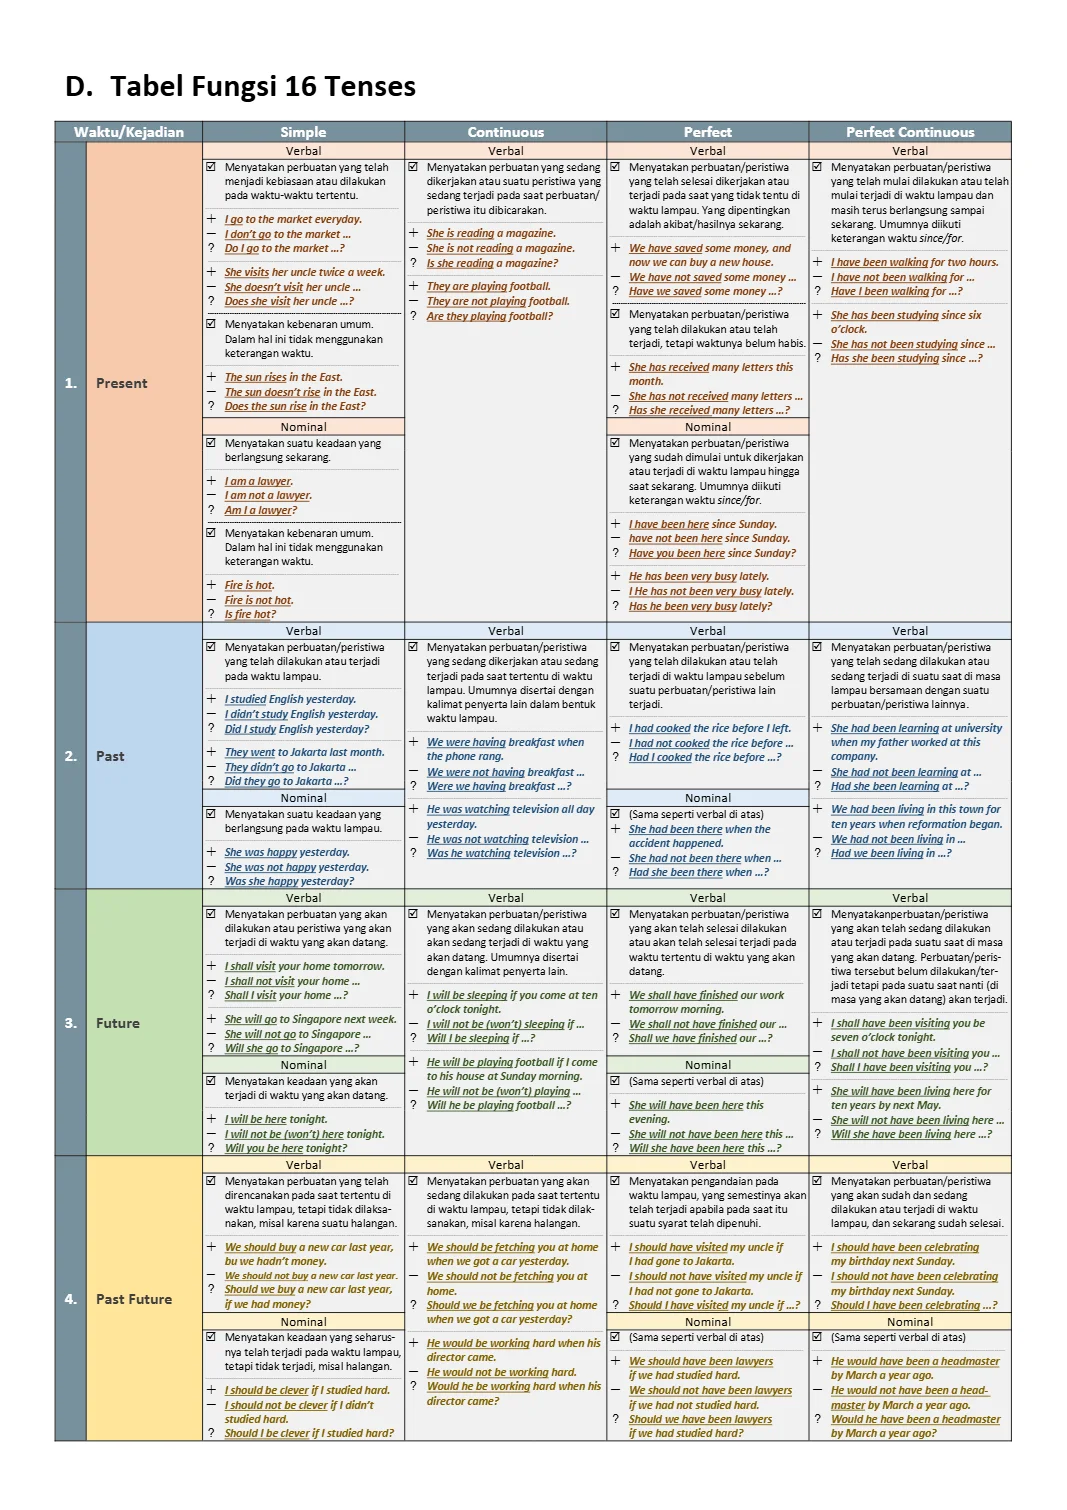 D. Tabel Fungsi 16 Tenses
Waktu/Kejadian
Simple
Continuous
Perfect
Perfect Continuous
1.
Present
Verbal
☑ Menyatakan perbuatan yang telah
menjadi kebiasaan atau dilakukan
pada waktu-waktu tertentu.
+ I go to the market everyday.
– I don't go to the market ...
? Do I go to the market ...?
+ She visits her uncle twice a week.
– She doesn't visit her uncle ...
? Does she visit her uncle ...?
☑ Menyatakan kebenaran umum.
Dalam hal ini tidak menggunakan
keterangan waktu.
+ The sun rises in the East.
– The sun doesn't rise in the East.
? Does the sun rise in the East?
Nominal
☑ Menyatakan suatu keadaan yang
berlangsung sekarang.
+ I am a lawyer.
– I am not a lawyer.
? Am I a lawyer?
☑ Menyatakan kebenaran umum.
Dalam hal ini tidak menggunakan
keterangan waktu.
+ Fire is hot.
– Fire is not hot.
? Is fire hot?
Verbal
☑ Menyatakan perbuatan yang sedang
dikerjakan atau suatu peristiwa yang
sedang terjadi pada saat perbuatan/
peristiwa itu dibicarakan.
+ She is reading a magazine.
– She is not reading a magazine.
? Is she reading a magazine?
+ They are playing football.
– They are not playing football.
? Are they playing football?
Verbal
☑ Menyatakan perbuatan/peristiwa
yang telah selesai dikerjakan atau
terjadi pada saat yang tidak tentu di
waktu lampau. Yang dipentingkan
adalah akibat/hasilnya sekarang.
+ We have saved some money, and
now we can buy a new house.
– We have not saved some money ...
? Have we saved some money ...?
☑ Menyatakan perbuatan/peristiwa
yang telah dilakukan atau telah
terjadi, tetapi waktunya belum habis.
+ She has received many letters this
month.
– She has not received many letters ...
? Has she received many letters ...?
Nominal
☑ Menyatakan perbuatan/peristiwa
yang sudah dimulai untuk dikerjakan
atau terjadi di waktu lampau hingga
saat sekarang. Umumnya diikuti
keterangan waktu since/for.
+ I have been here since Sunday.
– have not been here since Sunday.
? Have you been here since Sunday?
+ He has been very busy lately.
– I He has not been very busy lately.
? Has he been very busy lately?
Verbal
☑ Menyatakan perbuatan/peristiwa
yang telah mulai dilakukan atau telah
mulai terjadi di waktu lampau dan
masih terus berlangsung sampai
sekarang. Umumnya diikuti
keterangan waktu since/for.
+ I have been walking for two hours.
– I have not been walking for ...
? Have I been walking for ...?
+ She has been studying since six
o'clock.
– She has not been studying since ...
? Has she been studying since ...?
2.
Past
Verbal
☑ Menyatakan perbuatan/peristiwa
yang telah dilakukan atau terjadi
pada waktu lampau.
+ I studied English yesterday.
– I didn't study English yesterday.
? Did I study English yesterday?
+ They went to Jakarta last month.
– They didn't go to Jakarta ...
? Did they go to Jakarta ...?
Nominal
☑ Menyatakan suatu keadaan yang
berlangsung pada waktu lampau.
+ She was happy yesterday.
– She was not happy yesterday.
? Was she happy yesterday?
Verbal
☑ Menyatakan perbuatan/peristiwa
yang sedang dikerjakan atau sedang
terjadi pada saat tertentu di waktu
lampau. Umumnya disertai dengan
kalimat penyerta lain dalam bentuk
waktu lampau.
+ We were having breakfast when
the phone rang.
– We were not having breakfast ...
? Were we having breakfast ...?
+ He was watching television all day
yesterday.
– He was not watching television ...
? Was he watching television ...?
Verbal
☑ Menyatakan perbuatan/peristiwa
yang telah dilakukan atau telah
terjadi di waktu lampau sebelum
suatu perbuatan/peristiwa lain
terjadi.
+ I had cooked the rice before I left.
– I had not cooked the rice before ...
? Had I cooked the rice before ...?
Nominal
☑ (Sama seperti verbal di atas)
+ She had been there when the
accident happened.
– She had not been there when ...
? Had she been there when ...?
Verbal
☑ Menyatakan perbuatan/peristiwa
yang telah sedang dilakukan atau
sedang terjadi di suatu saat di masa
lampau bersamaan dengan suatu
perbuatan/peristiwa lainnya.
+ She had been learning at university
when my father worked at this
company.
– She had not been learning at ...
? Had she been learning at ...?
+ We had been living in this town for
ten years when reformation began.
– We had not been living in ...
? Had we been living in ...?
3.
Future
Verbal
☑ Menyatakan perbuatan yang akan
dilakukan atau peristiwa yang akan
terjadi di waktu yang akan datang.
+ I shall visit your home tomorrow.
– I shall not visit your home ...
? Shall I visit your home ...?
+ She will go to Singapore next week.
– She will not go to Singapore ...
? Will she go to Singapore ...?
Nominal
☑ Menyatakan keadaan yang akan
terjadi di waktu yang akan datang.
+ I will be here tonight.
– I will not be (won't) here tonight.
? Will you be here tonight?
Verbal
☑ Menyatakan perbuatan/peristiwa
yang akan sedang dilakukan atau
akan sedang terjadi di waktu yang
akan datang. Umumnya disertai
dengan kalimat penyerta lain.
+ I will be sleeping if you come at ten
o'clock tonight.
– I will not be (won't) sleeping if ...
? Will I be sleeping if ...?
+ He will be playing football if I come
to his house at Sunday morning.
– He will not be (won't) playing ...
? Will he be playing football ...?
Verbal
☑ Menyatakan perbuatan/peristiwa
yang akan telah selesai dilakukan
atau akan telah selesai terjadi pada
waktu tertentu di waktu yang akan
datang.
+ We shall have finished our work
tomorrow morning.
– We shall not have finished our ...
? Shall we have finished our ...?
Nominal
☑ (Sama seperti verbal di atas)
+ She will have been here this
evening.
– She will not have been here this ...
? Will she have been here this ...?
Verbal
☑ Menyatakanperbuatan/peristiwa
yang akan telah sedang dilakukan
atau terjadi pada suatu saat di masa
yang akan datang. Perbuatan/peris-
tiwa tersebut belum dilakukan/ter-
jadi tetapi pada suatu saat nanti (di
masa yang akan datang) akan terjadi.
+ I shall have been visiting you be
seven o'clock tonight.
– I shall not have been visiting you ...
? Shall I have been visiting you ...?
+ She will have been living here for
ten years by next May.
– She will not have been living here ...
? Will she have been living here ...?
4.
Past Future
Verbal
☑ Menyatakan perbuatan yang telah
direncanakan pada saat tertentu di
waktu lampau, tetapi tidak dilaksa-
nakan, misal karena suatu halangan.
+ We should buy a new car last year,
bu we hadn't money.
– We should not buy a new car last year.
? Should we buy a new car last year,
if we had money?
Nominal
☑ Menyatakan keadaan yang seharus-
nya telah terjadi pada waktu lampau,
tetapi tidak terjadi, misal halangan.
+ I should be clever if I studied hard.
– I should not be clever if I didn't
studied hard.
? Should I be clever if I studied hard?
Verbal
☑ Menyatakan perbuatan yang akan
sedang dilakukan pada saat tertentu
di waktu lampau, tetapi tidak dilak-
sanakan, misal karena halangan.
+ We should be fetching you at home
when we got a car yesterday.
– We should not be fetching you at
home.
? Should we be fetching you at home
when we got a car yesterday?
+ He would be working hard when his
director came.
– He would not be working hard.
? Would he be working hard when his
director came?
Verbal
☑ Menyatakan pengandaian pada
waktu lampau, yang semestinya akan
telah terjadi apabila pada saat itu
suatu syarat telah dipenuhi.
+ I should have visited my uncle if
I had gone to Jakarta.
– I should not have visited my uncle if
I had not gone to Jakarta.
? Should I have visited my uncle if ...?
Nominal
☑ (Sama seperti verbal di atas)
+ We should have been lawyers
if we had studied hard.
– We should not have been lawyers
if we had not studied hard.
? Should we have been lawyers
if we had studied hard?
Verbal
☑ Menyatakan perbuatan/peristiwa
yang akan sudah dan sedang
dilakukan atau terjadi di waktu
lampau, dan sekarang sudah selesai.
+ I should have been celebrating
my birthday next Sunday.
– I should not have been celebrating
my birthday next Sunday.
? Should I have been celebrating ...?
Nominal
☑ (Sama seperti verbal di atas)
+ He would have been a headmaster
by March a year ago.
– He would not have been a head-
master by March a year ago.
? Would he have been a headmaster
by March a year ago?